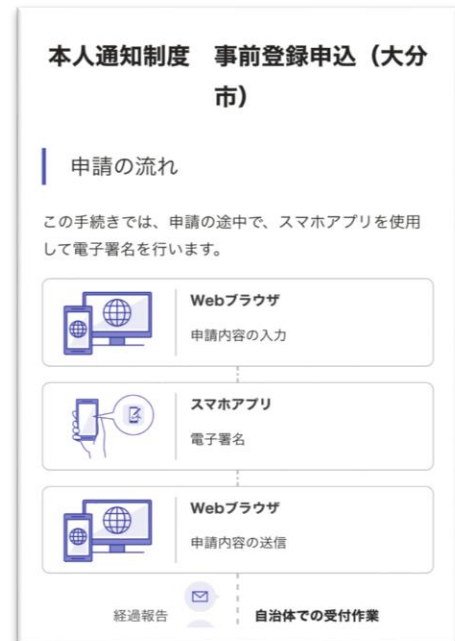 本人通知制度　事前登録申込（大分
市）
申請の流れ
この手続きでは、申請の途中で、スマホアプリを使用
して電子署名を行います。
Webブラウザ
申請内容の入力
スマホアプリ
電子署名
Webブラウザ
申請内容の送信
経過報告
自治体での受付作業